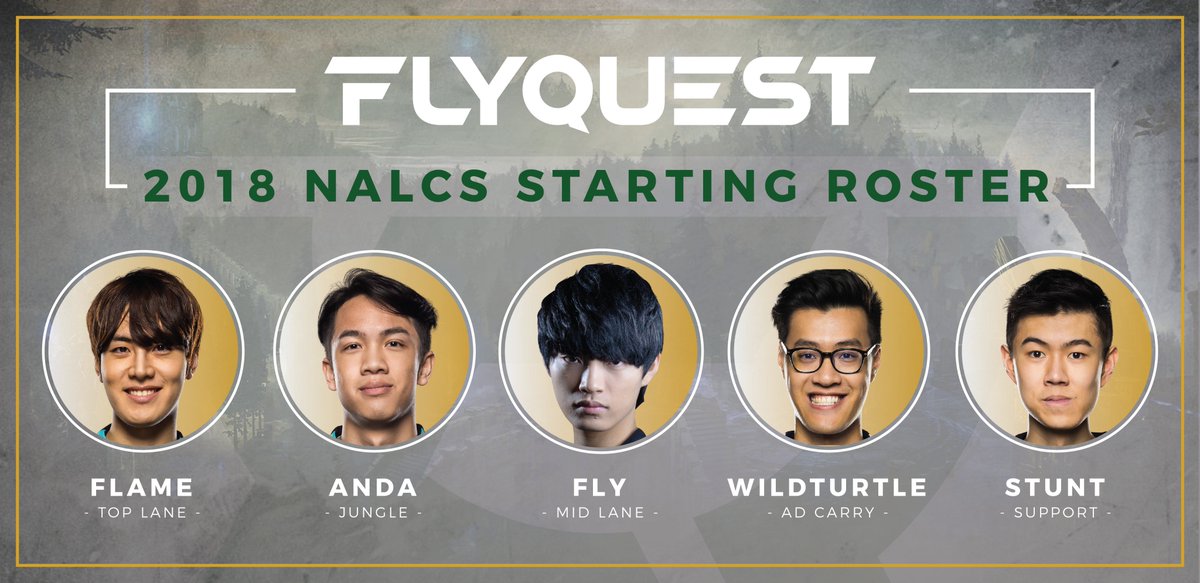 FLYQUEST
2018 NALCS STARTING ROSTER
FLAME ANDA FLY WILDTURTLE STUNT
- TOP LANE - - JUNGLE - - MID LANE - - AD CARRY - - SUPPORT -